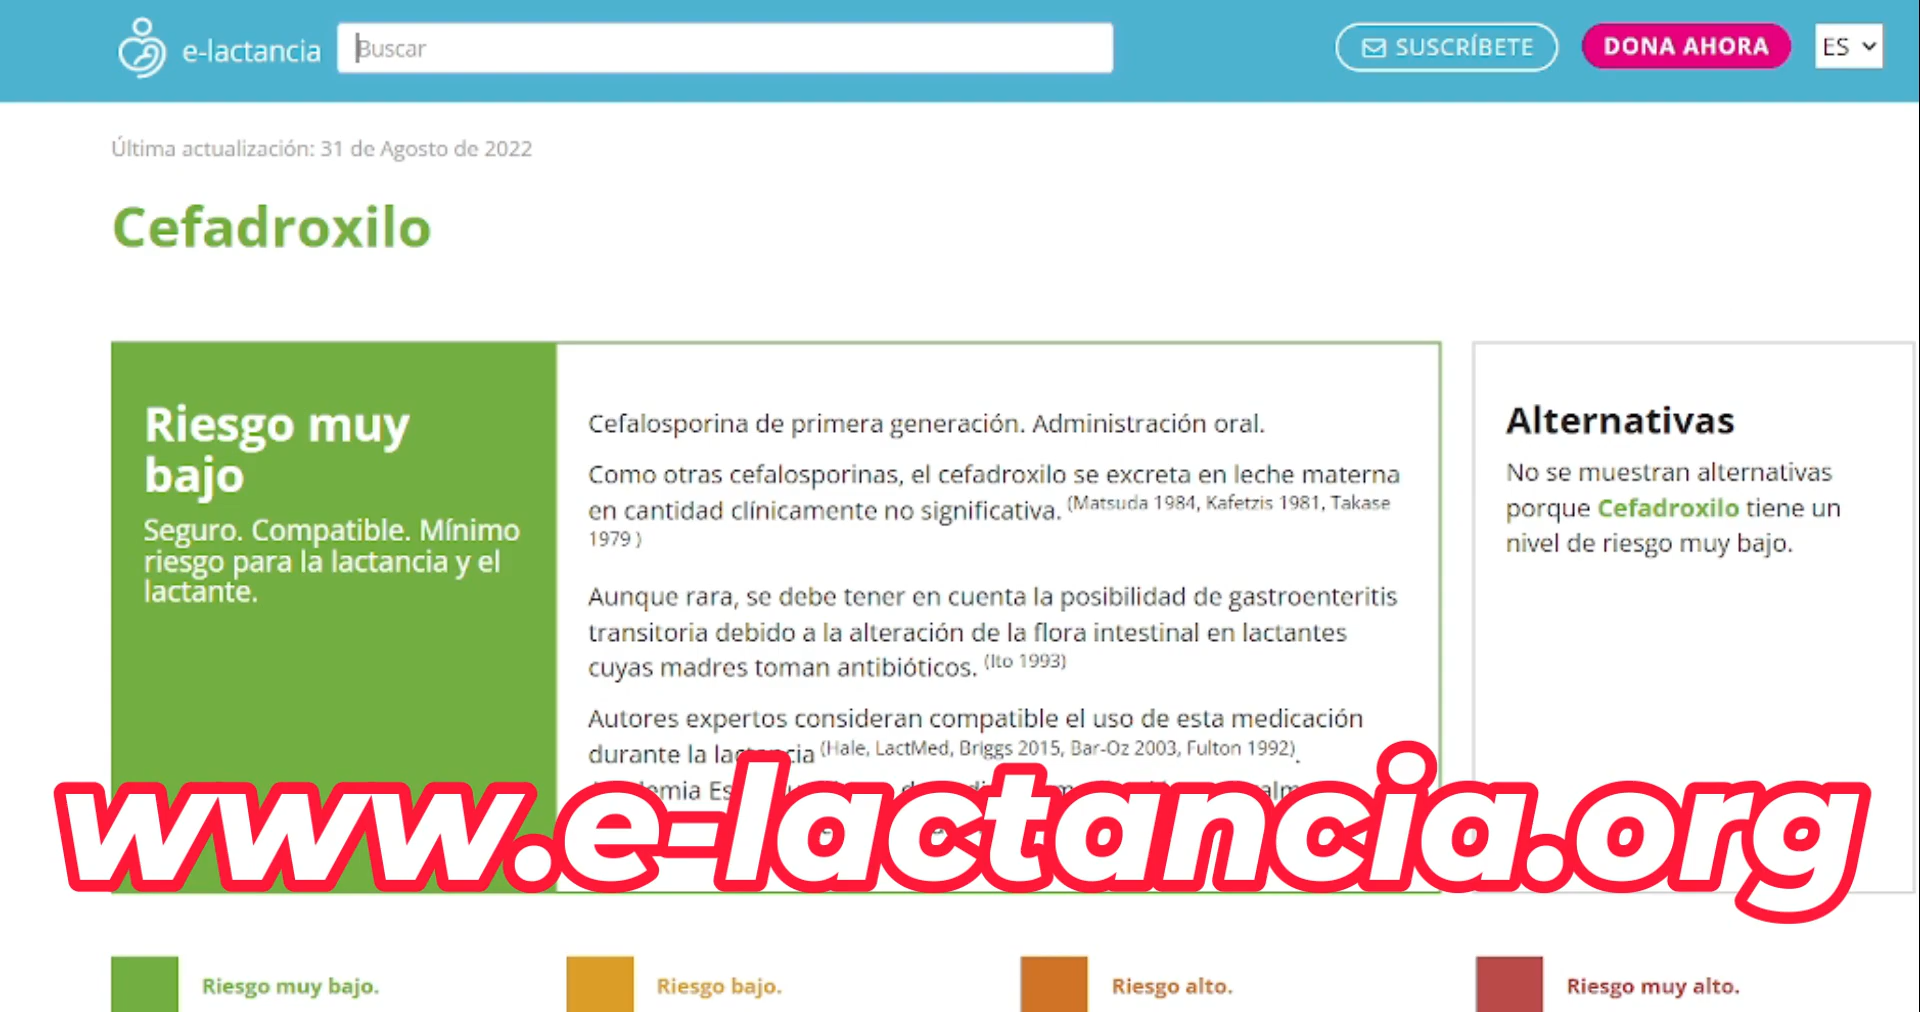 e-lactancia
Buscar
SUSCRÍBETE
DONA AHORA
ES
Última actualización: 31 de Agosto de 2022
Cefadroxilo
Riesgo muy
bajo
Seguro. Compatible. Mínimo
riesgo para la lactancia y el
lactante.
Cefalosporina de primera generación. Administración oral.
Como otras cefalosporinas, el cefadroxilo se excreta en leche materna
en cantidad clínicamente no significativa. (Matsuda 1984, Kafetzis 1981, Takase
1979 )
Aunque rara, se debe tener en cuenta la posibilidad de gastroenteritis
transitoria debido a la alteración de la flora intestinal en lactantes
cuyas madres toman antibióticos. (Ito 1993)
Autores expertos consideran compatible el uso de esta medicación
durante la lactancia (Hale, LactMed, Briggs 2015, Bar-Oz 2003, Fulton 1992).
Alternativas
No se muestran alternativas
porque Cefadroxilo tiene un
nivel de riesgo muy bajo.
www.e-lactancia.org
Riesgo muy bajo.
Riesgo bajo.
Riesgo alto.
Riesgo muy alto.